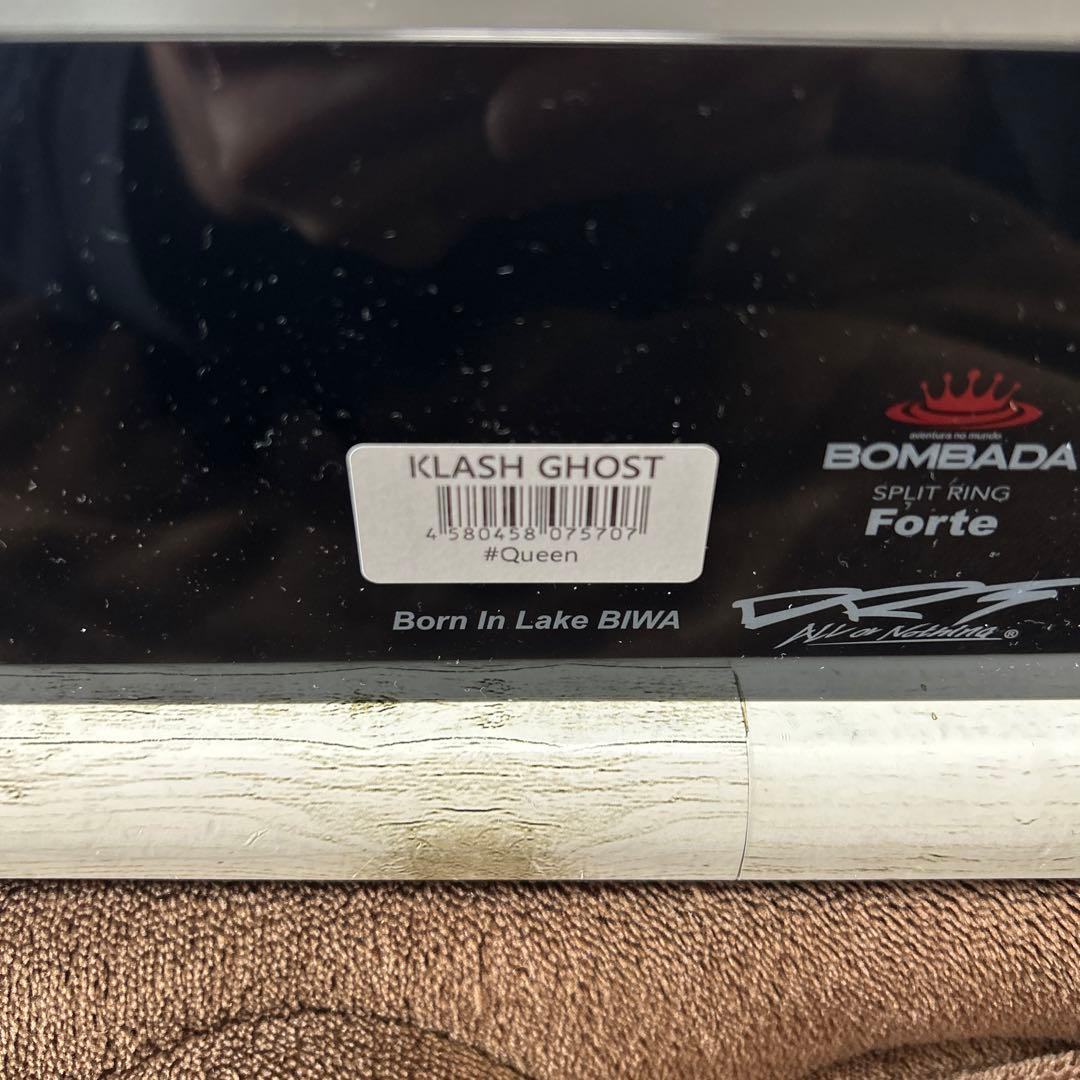 KLASH GHOST
4 580458 075707
#Queen
Born In Lake BIWA
aventura no mundo
BOMBADA
SPLIT RING
Forte
DRT
ALL or Nothing ®